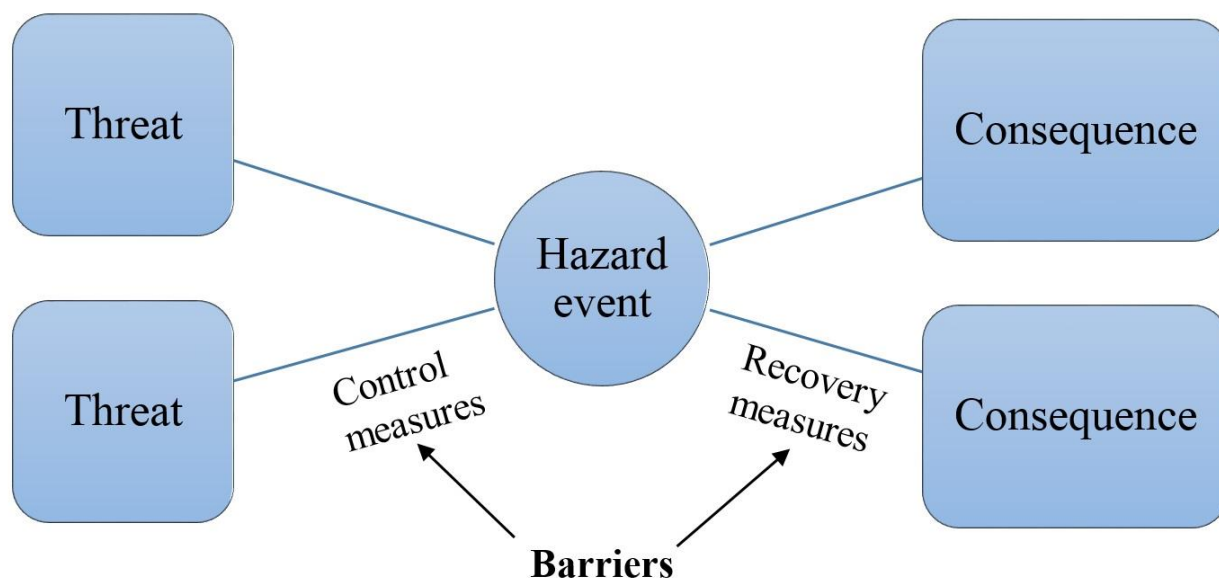 Threat
Consequence
Hazard
event
Threat
Control
measures
Recovery
measures
Consequence
Barriers